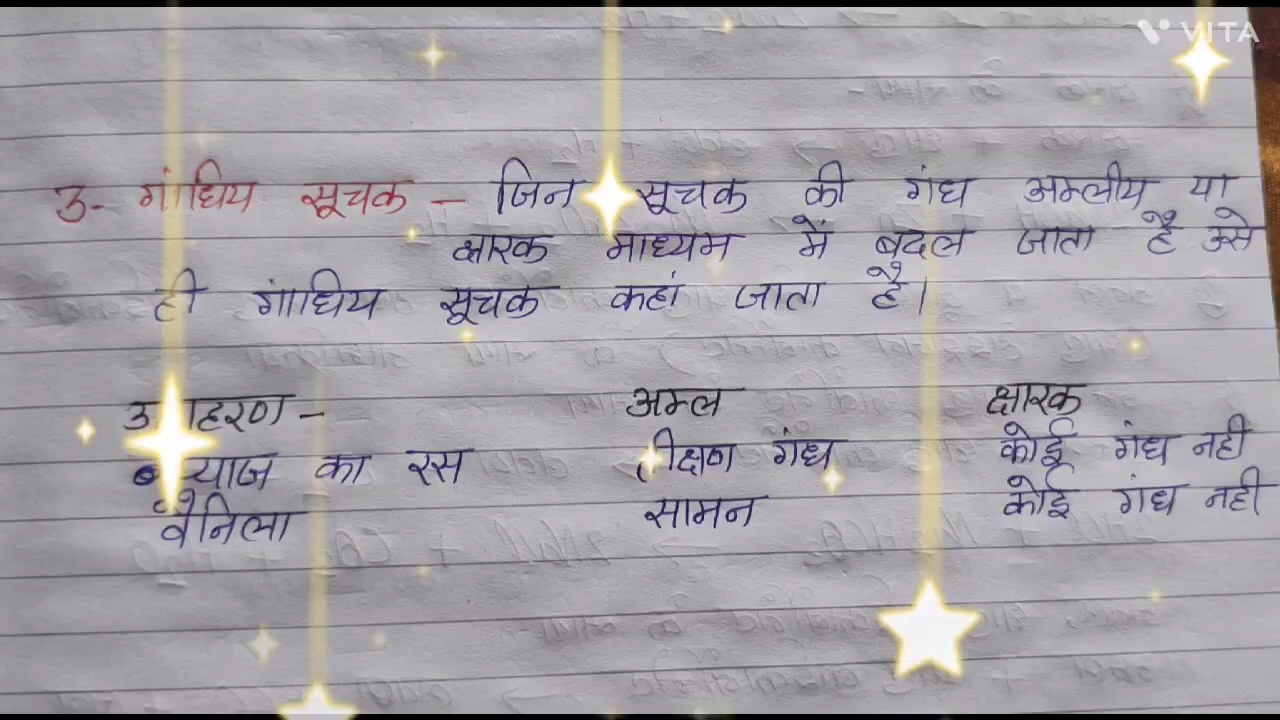 VITA
3- गांधिय सूचक - जिन सूचक की गंध अम्लीय या
क्षारक माध्यम में बदल जाता है उसे
ही गांधिय सूचक कहां जाता है।
उदाहरण - अम्ल क्षारक
प्याज का रस तीक्षण गंध कोई गंध नही
वैनिला सामन कोई गंध नही